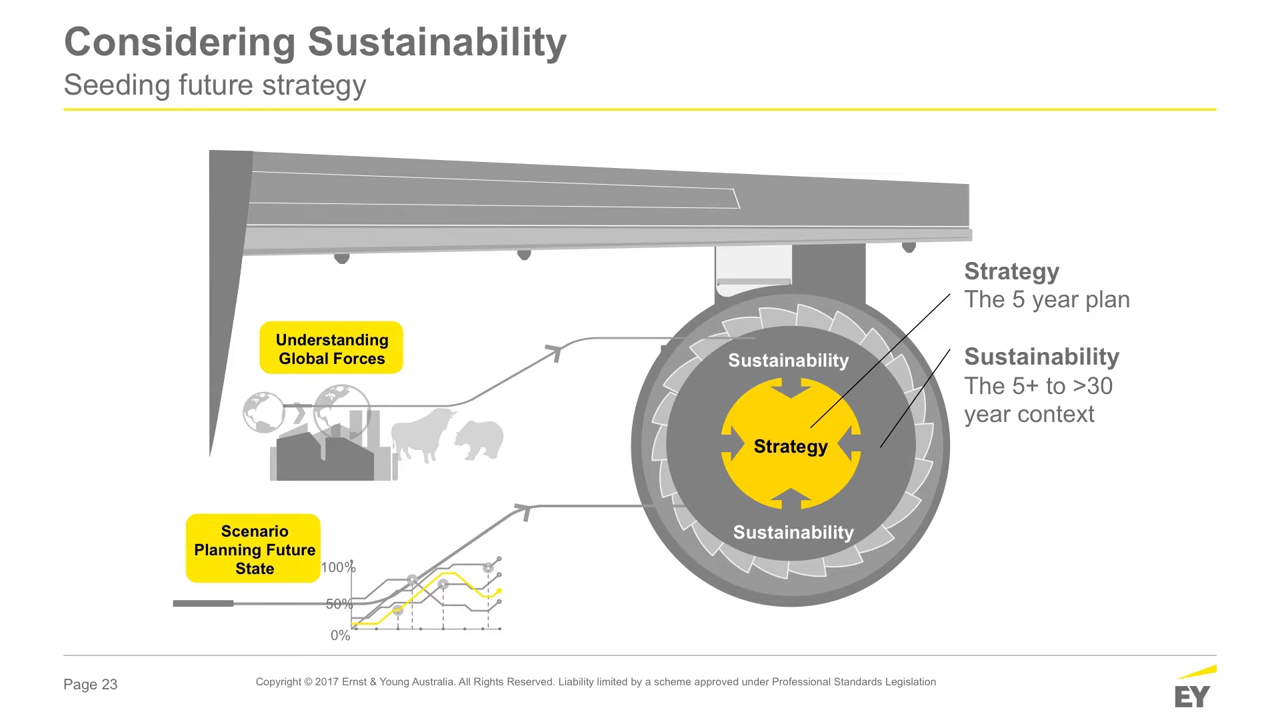 Considering Sustainability
Seeding future strategy
Strategy
The 5 year plan
Understanding
Global Forces
Sustainability
Sustainability
The 5+ to >30
year context
Strategy
Sustainability
Scenario
Planning Future
State
100%
50%
0%
Page 23
Copyright © 2017 Ernst & Young Australia. All Rights Reserved. Liability limited by a scheme approved under Professional Standards Legislation
EY